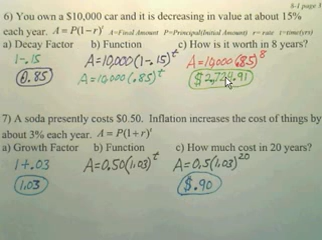 8-1 page 3
6) You own a $10,000 car and it is decreasing in value at about 15%
each year. A = P(1-r)^t A=Final Amount P=Principal(Initial Amount) r= rate t=time(yrs)
a) Decay Factor b) Function c) How is it worth in 8 years?
1-.15 A=10,000(1-.15)^t A=10,000(.85)^8
0.85 A=10,000(.85)^t $2,724.91
7) A soda presently costs $0.50. Inflation increases the cost of things by
about 3% each year. A = P(1+r)^t
a) Growth Factor b) Function c) How much cost in 20 years?
1+.03 A=0.50(1.03)^t A=0.5(1.03)^20
1.03 $.90